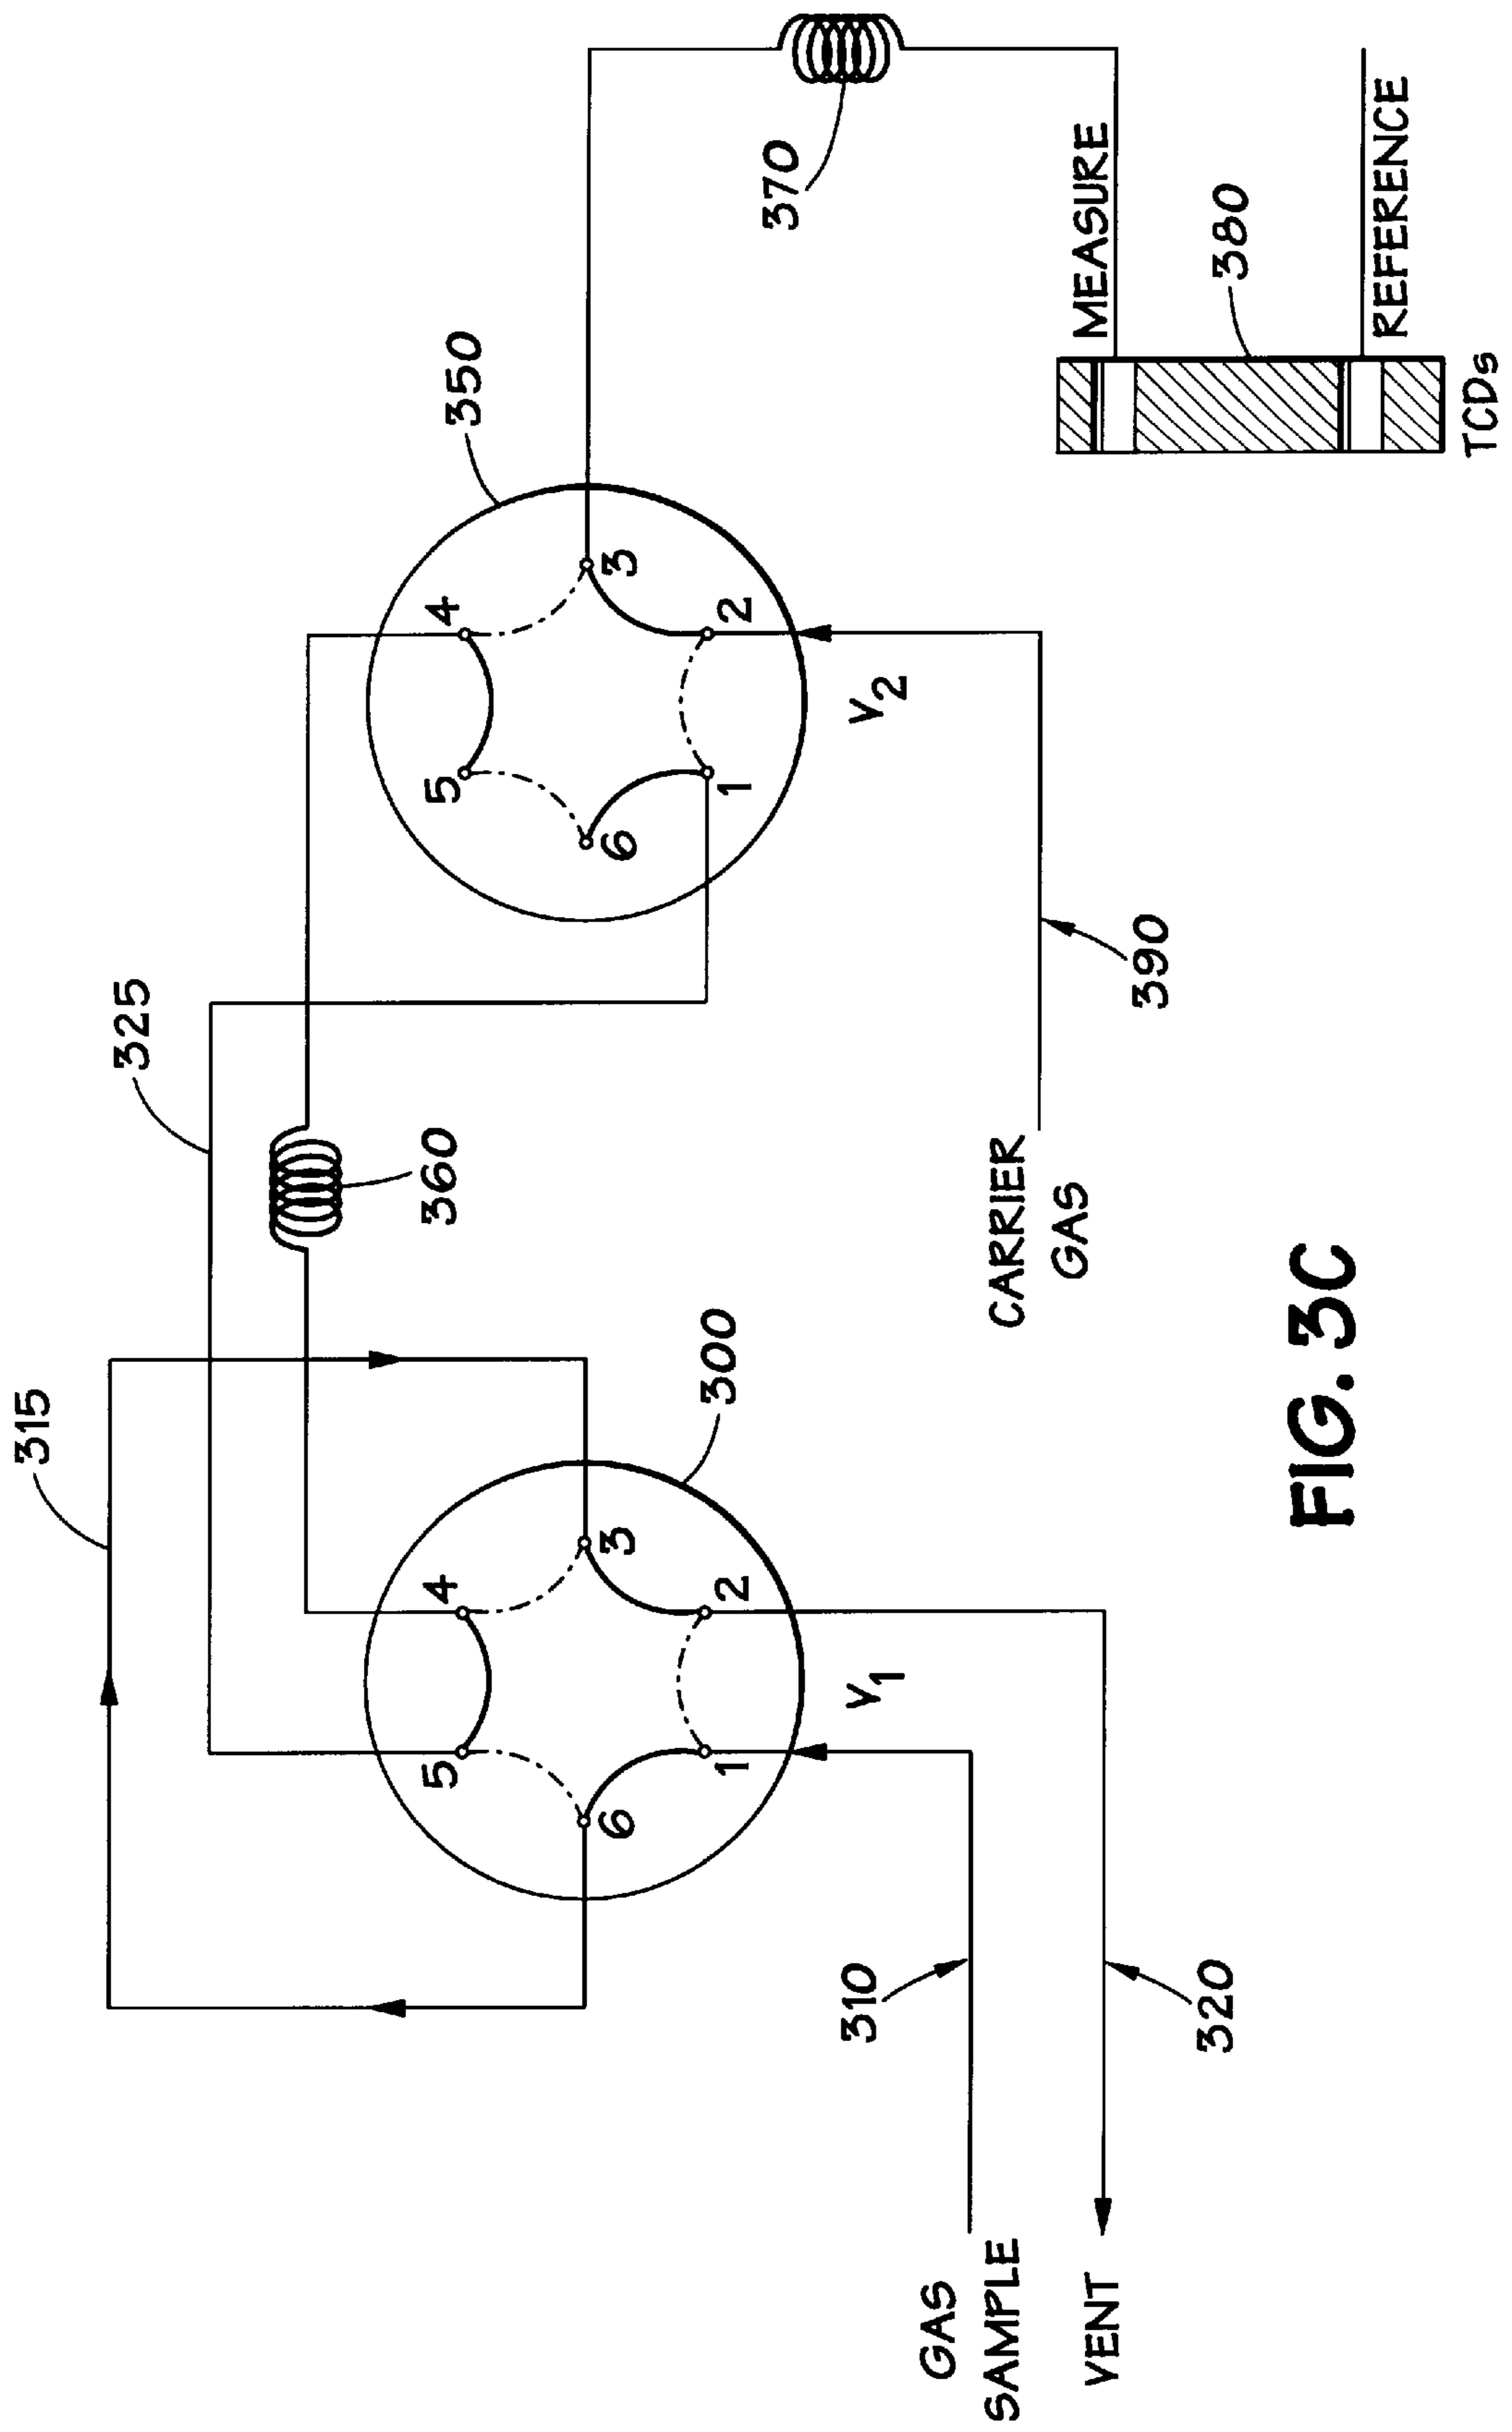 315
325
350
370
360
300
4
5
3
6
2
1
V1
4
5
3
6
2
1
V2
310
GAS
SAMPLE
320
VENT
CARRIER
GAS
390
MEASURE
380
REFERENCE
TCDs
FIG. 3C